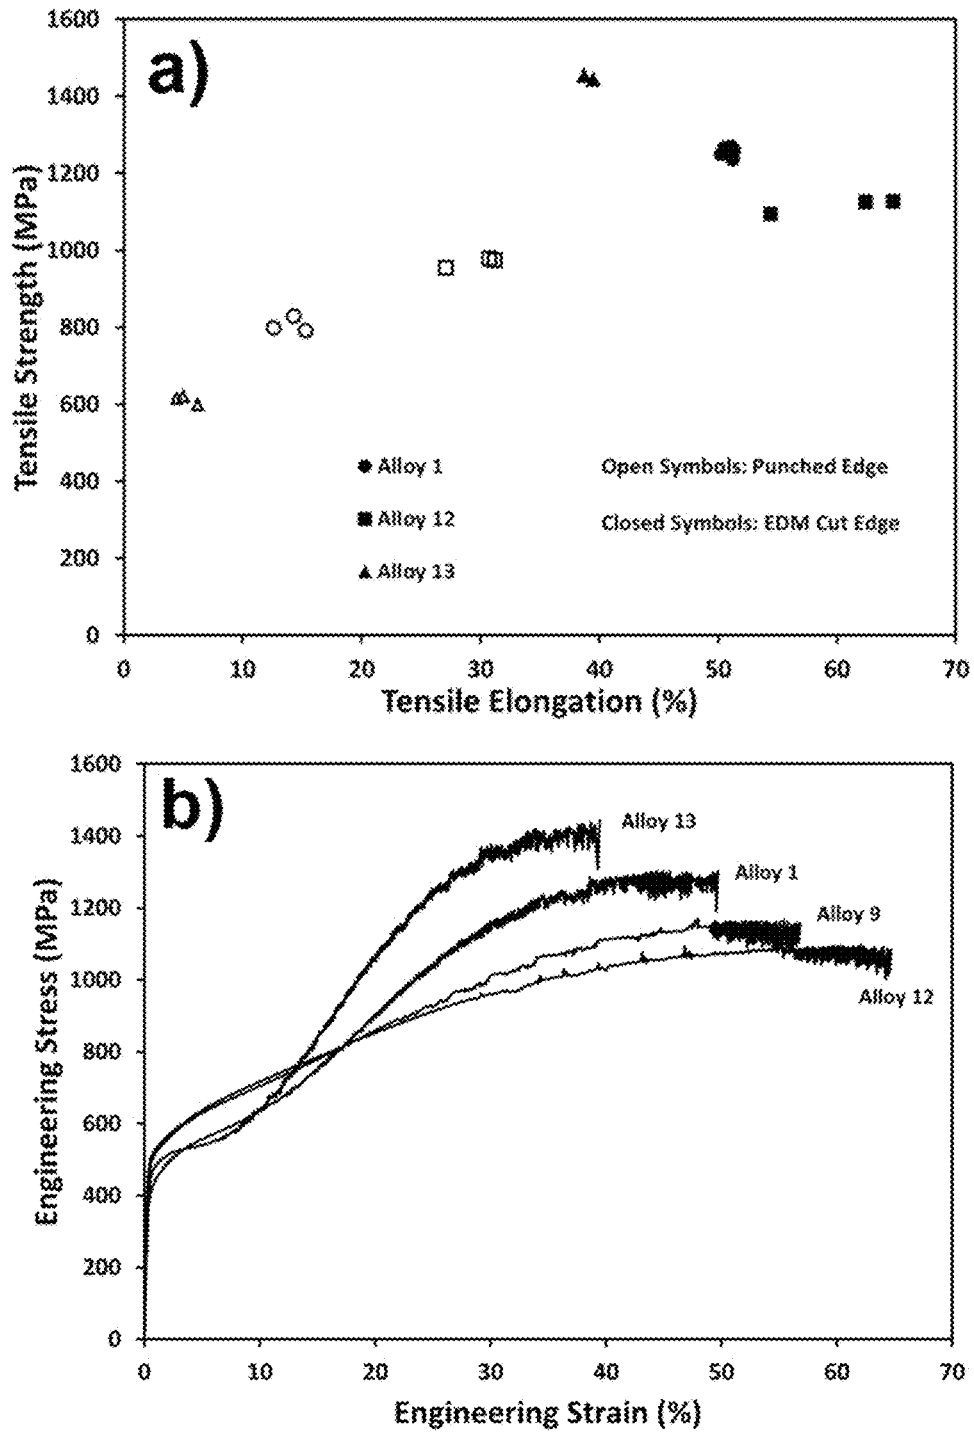 a)
1600
1400
1200
1000
800
600
400
200
0
Tensile Strength (MPa)
Alloy 1
Alloy 12
Alloy 13
Open Symbols: Punched Edge
Closed Symbols: EDM Cut Edge
0 10 20 30 40 50 60 70
Tensile Elongation (%)
b)
1600
1400
1200
1000
800
600
400
200
0
Engineering Stress (MPa)
Alloy 13
Alloy 1
Alloy 9
Alloy 12
0 10 20 30 40 50 60 70
Engineering Strain (%)